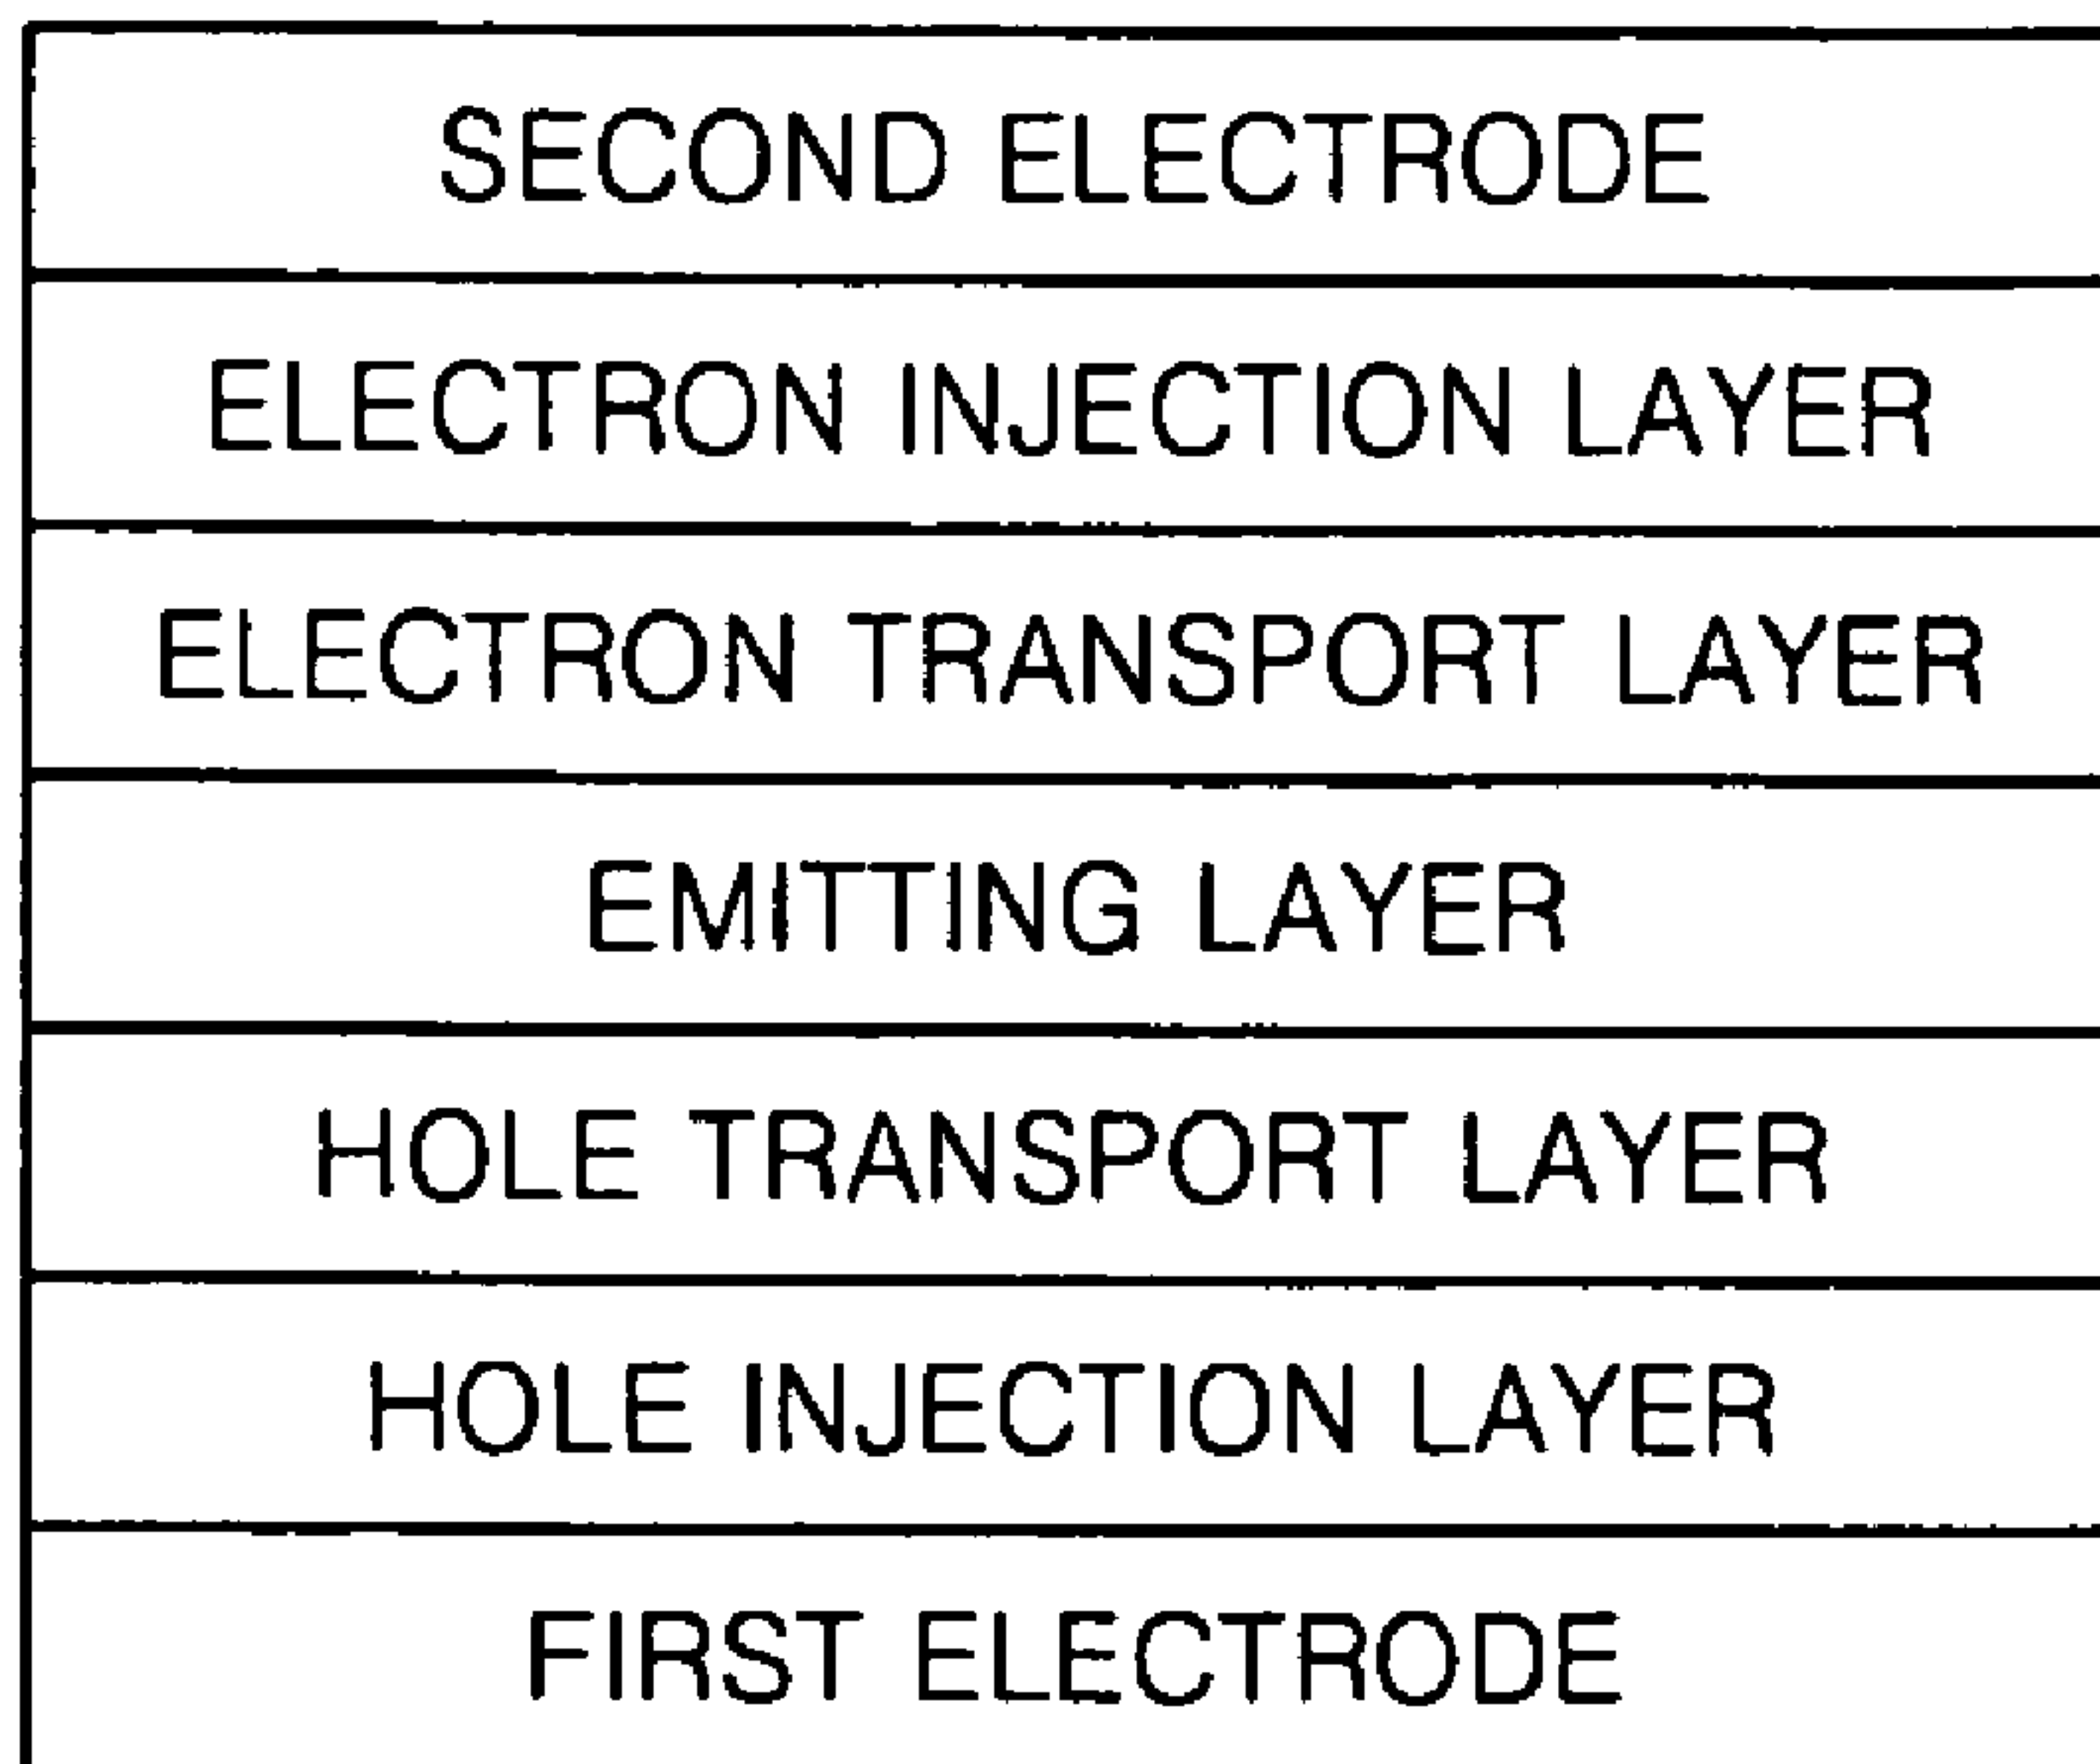 SECOND ELECTRODE
ELECTRON INJECTION LAYER
ELECTRON TRANSPORT LAYER
EMITTING LAYER
HOLE TRANSPORT LAYER
HOLE INJECTION LAYER
FIRST ELECTRODE